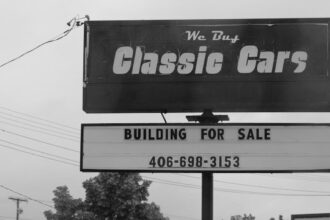 We Buy
Classic Cars
BUILDING FOR SALE
406-698-3153